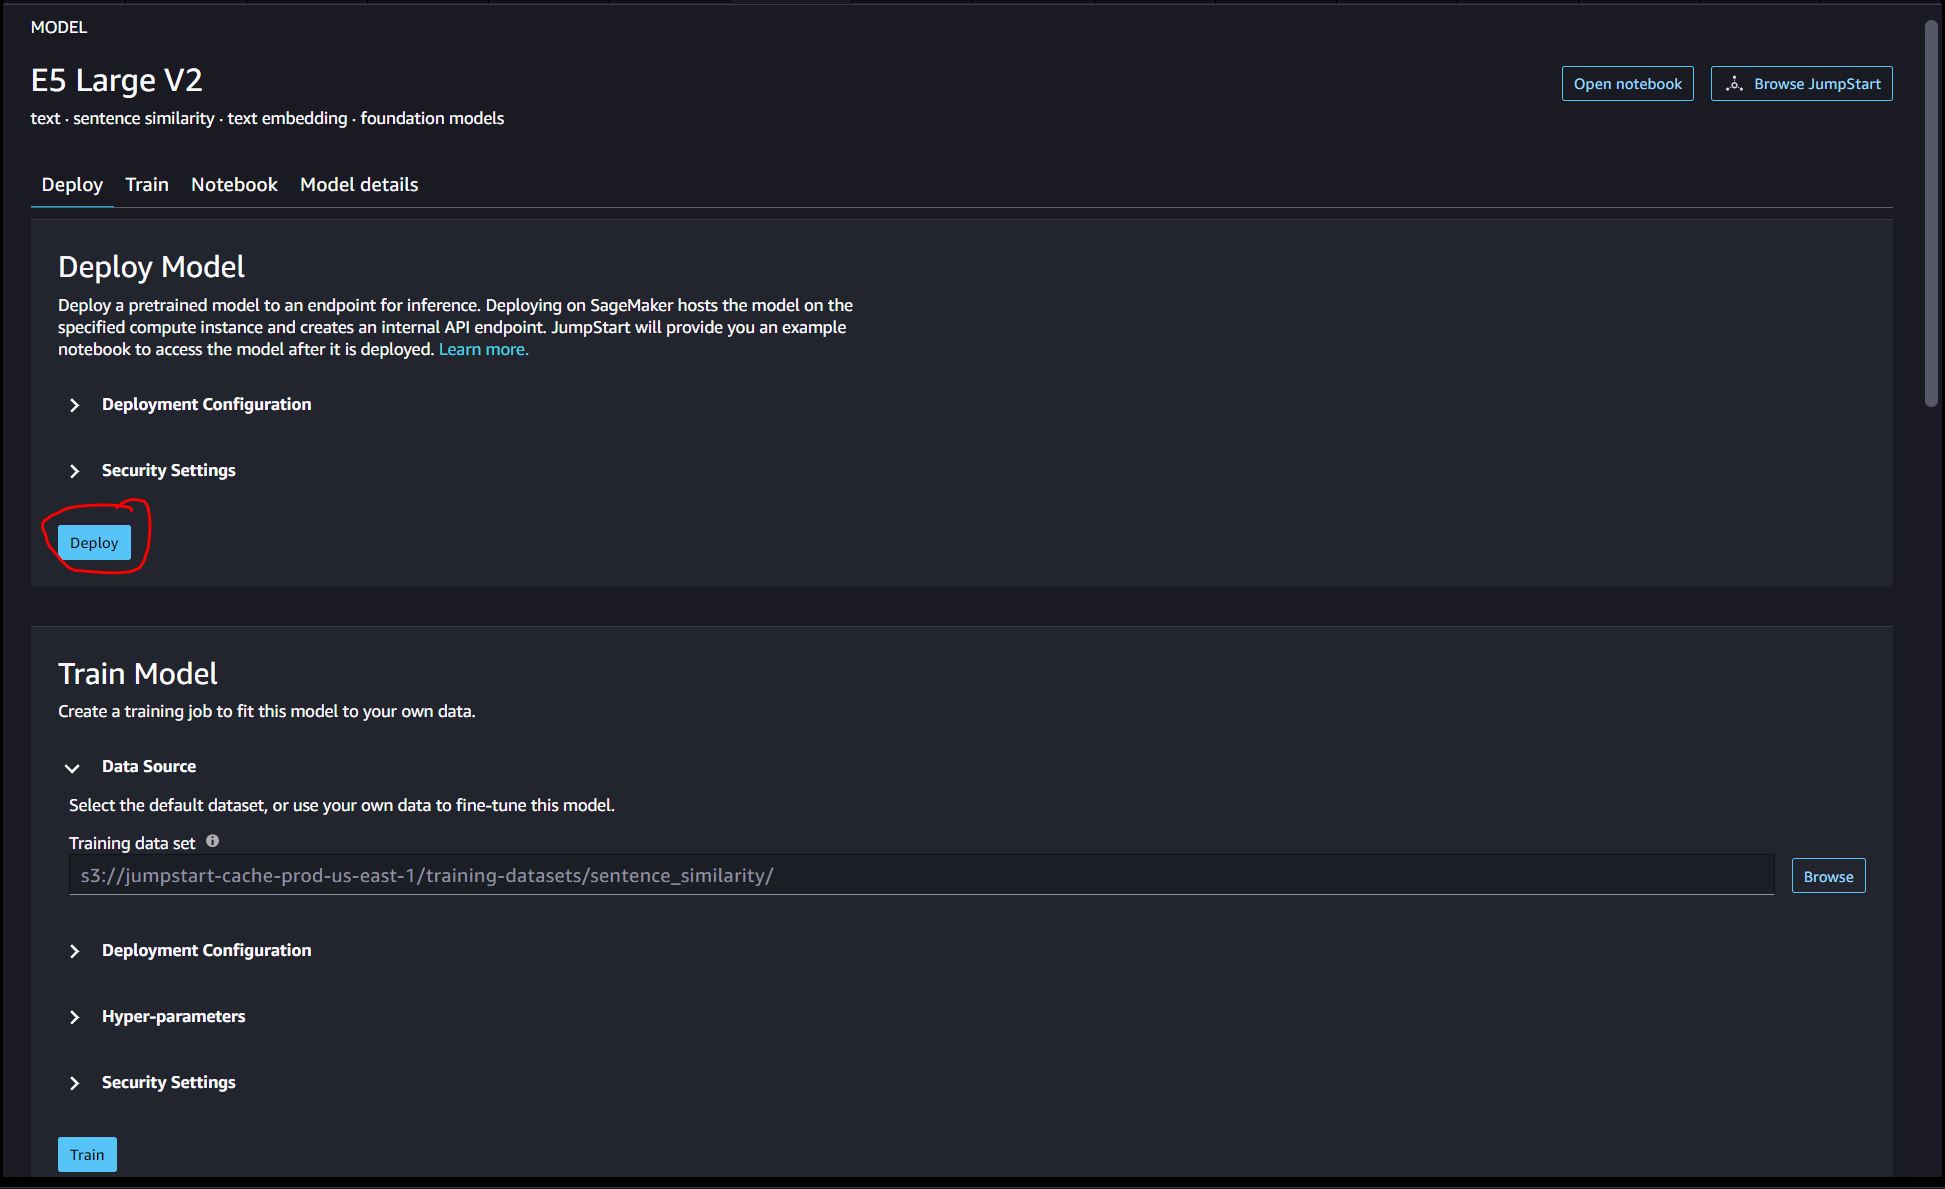 MODEL
E5 Large V2
Open notebook
Browse JumpStart
text · sentence similarity · text embedding · foundation models
Deploy Train Notebook Model details
Deploy Model
Deploy a pretrained model to an endpoint for inference. Deploying on SageMaker hosts the model on the
specified compute instance and creates an internal API endpoint. JumpStart will provide you an example
notebook to access the model after it is deployed. Learn more.
Deployment Configuration
Security Settings
Deploy
Train Model
Create a training job to fit this model to your own data.
Data Source
Select the default dataset, or use your own data to fine-tune this model.
Training data set
s3://jumpstart-cache-prod-us-east-1/training-datasets/sentence_similarity/
Browse
Deployment Configuration
Hyper-parameters
Security Settings
Train